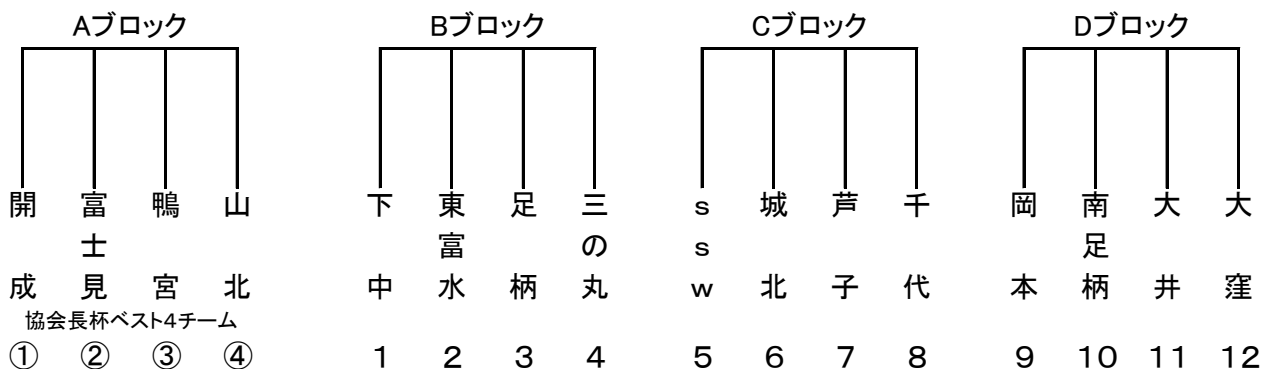 Aブロック
Bブロック
Cブロック
Dブロック
開成
富士見
鴨宮
山北
下中
東富水
足柄
三の丸
ssw
城北
芦子
千代
岡本
南足柄
大井
大窪
協会長杯ベスト4チーム
① ② ③ ④ 1 2 3 4 5 6 7 8 9 10 11 12